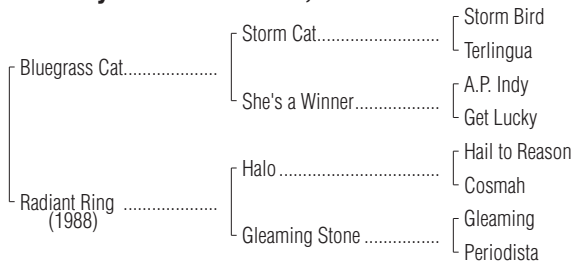 Storm Bird
Storm Cat....................................
Terlingua
Bluegrass Cat......................
She's a Winner.........................
A.P. Indy
Get Lucky
Halo ...............................................
Hail to Reason
Cosmah
Radiant Ring ......................
(1988)
Gleaming Stone ......................
Gleaming
Periodista